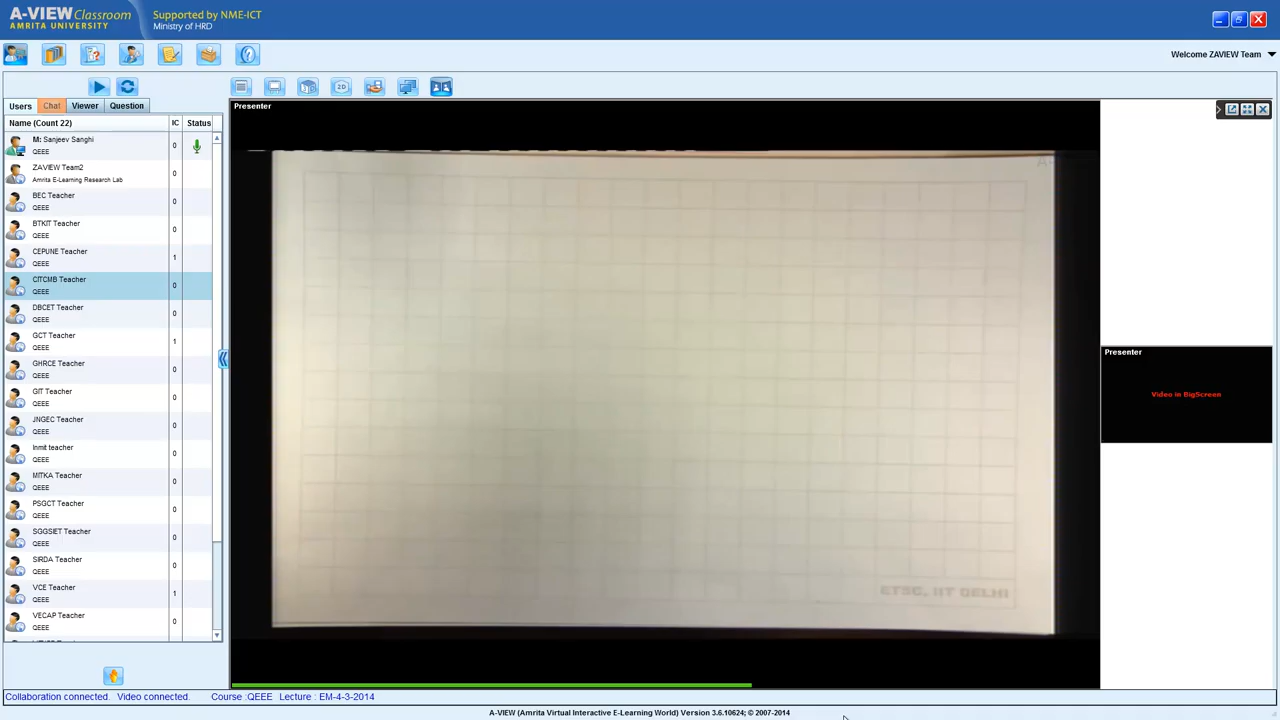 A-VIEW Classroom
AMRITA UNIVERSITY
Supported by NME-ICT
Ministry of HRD
Welcome ZAVIEW Team
2D
Users Chat Viewer Question
Name (Count 22) IC Status
M: Sanjeev Sanghi
QEEE
0
ZAVIEW Team2
Amrita E-Learning Research Lab
0
BEC Teacher
QEEE
0
BTKIT Teacher
QEEE
0
CEPUNE Teacher
QEEE
1
CITCMB Teacher
QEEE
0
DBCET Teacher
QEEE
0
GCT Teacher
QEEE
1
GHRCE Teacher
QEEE
0
GIT Teacher
QEEE
0
JNGEC Teacher
QEEE
0
Inmit teacher
QEEE
0
MITKA Teacher
QEEE
0
PSGCT Teacher
QEEE
0
SGGSIET Teacher
QEEE
0
SIRDA Teacher
QEEE
0
VCE Teacher
QEEE
1
VECAP Teacher
QEEE
0
Presenter
ETSC, IIT DELHI
Presenter
Video in BigScreen
Collaboration connected. Video connected. Course :QEEE Lecture : EM-4-3-2014
A-VIEW (Amrita Virtual Interactive E-Learning World) Version 3.6.10624; © 2007-2014